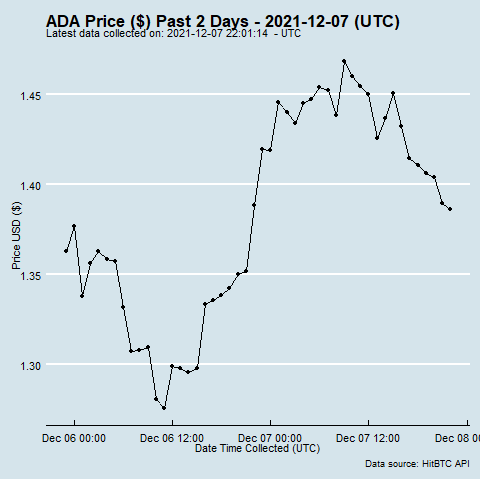 ADA Price ($) Past 2 Days - 2021-12-07 (UTC)
Latest data collected on: 2021-12-07 22:01:14 - UTC
1.45
1.40
1.35
1.30
Price USD ($)
Dec 06 00:00 Dec 06 12:00 Dec 07 00:00 Dec 07 12:00 Dec 08 0
Date Time Collected (UTC)
Data source: HitBTC API